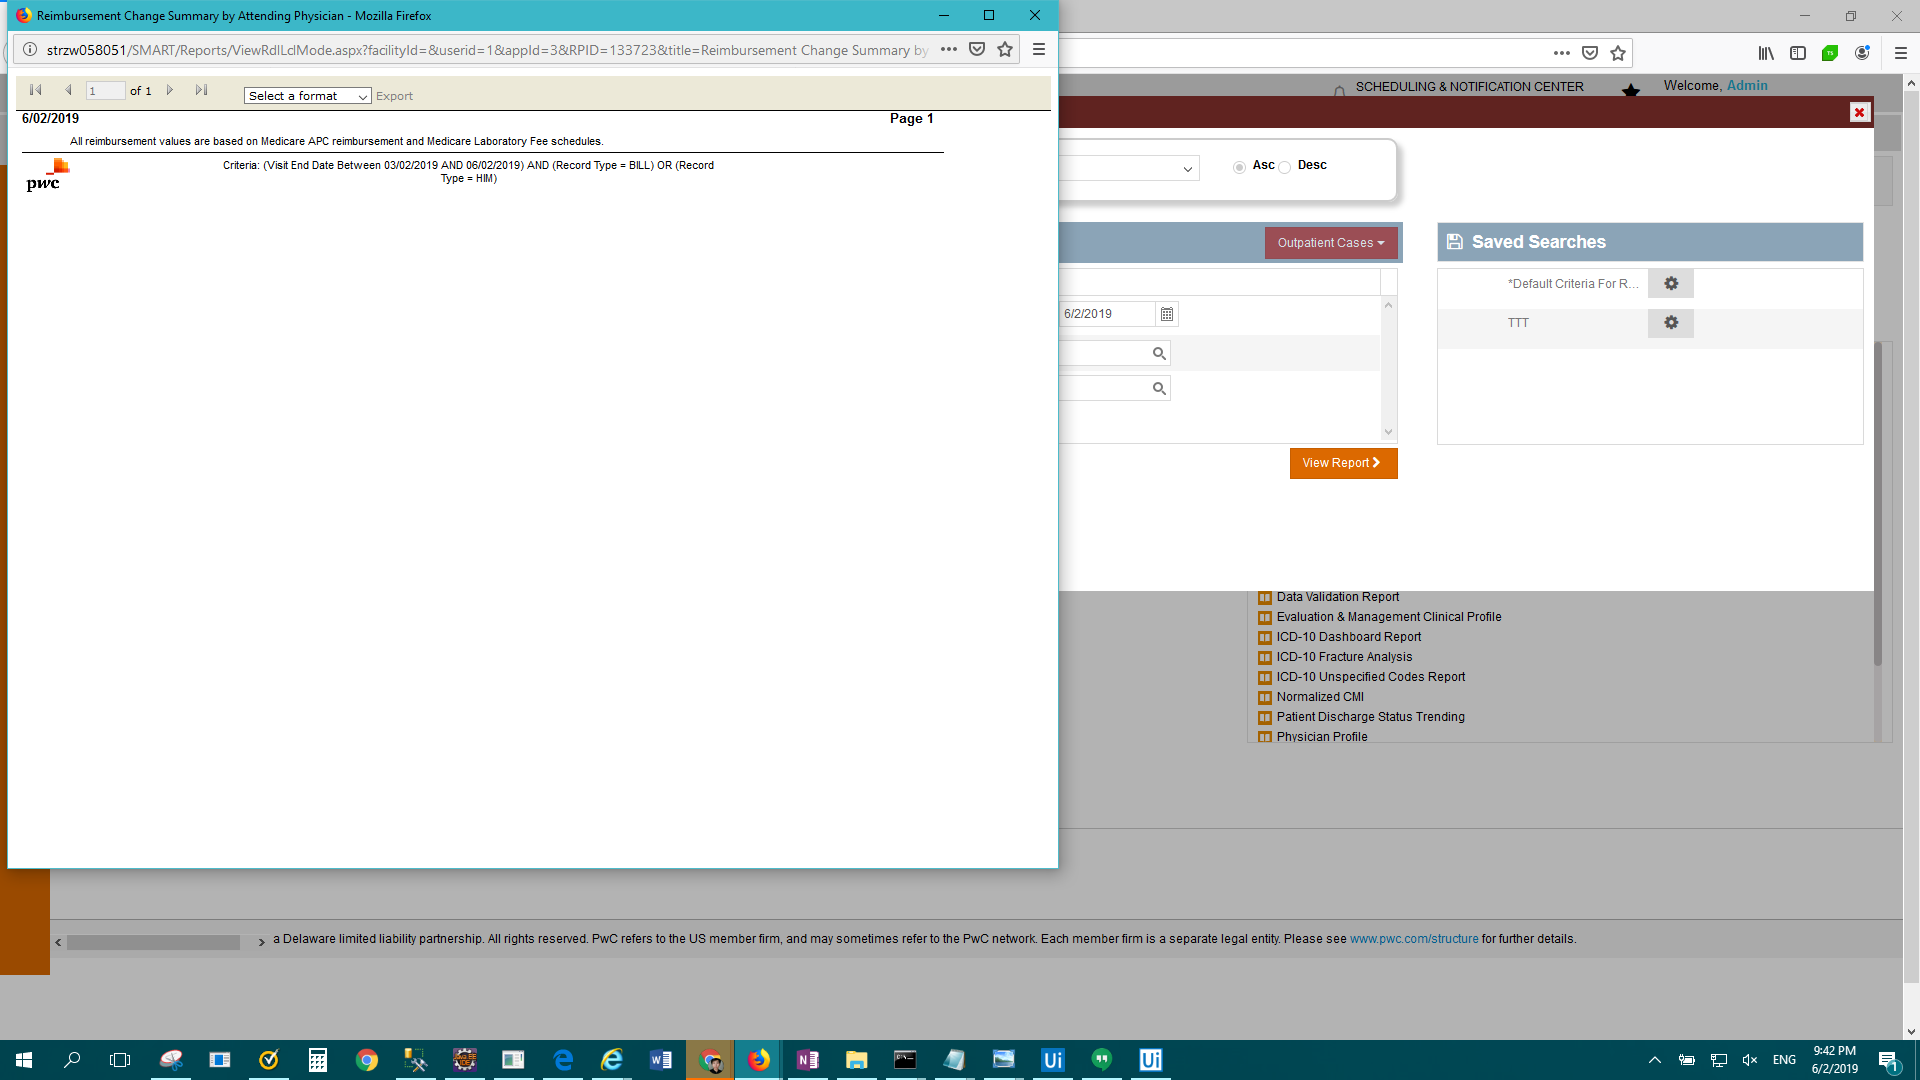 Reimbursement Change Summary by Attending Physician - Mozilla Firefox
strzw058051/SMART/Reports/ViewRdlLclMode.aspx?facilityId=&userid=1&appId=3&RPID=133723&title=Reimbursement Change Summary by
1 of 1 Select a format Export
6/02/2019 Page 1
All reimbursement values are based on Medicare APC reimbursement and Medicare Laboratory Fee schedules.
pwc
Criteria: (Visit End Date Between 03/02/2019 AND 06/02/2019) AND (Record Type = BILL) OR (Record
Type = HIM)
SCHEDULING & NOTIFICATION CENTER Welcome, Admin
Asc Desc
Outpatient Cases
Saved Searches
*Default Criteria For R...
6/2/2019
TTT
View Report
Data Validation Report
Evaluation & Management Clinical Profile
ICD-10 Dashboard Report
ICD-10 Fracture Analysis
ICD-10 Unspecified Codes Report
Normalized CMI
Patient Discharge Status Trending
Physician Profile
a Delaware limited liability partnership. All rights reserved. PwC refers to the US member firm, and may sometimes refer to the PwC network. Each member firm is a separate legal entity. Please see www.pwc.com/structure for further details.
ENG
9:42 PM
6/2/2019
1